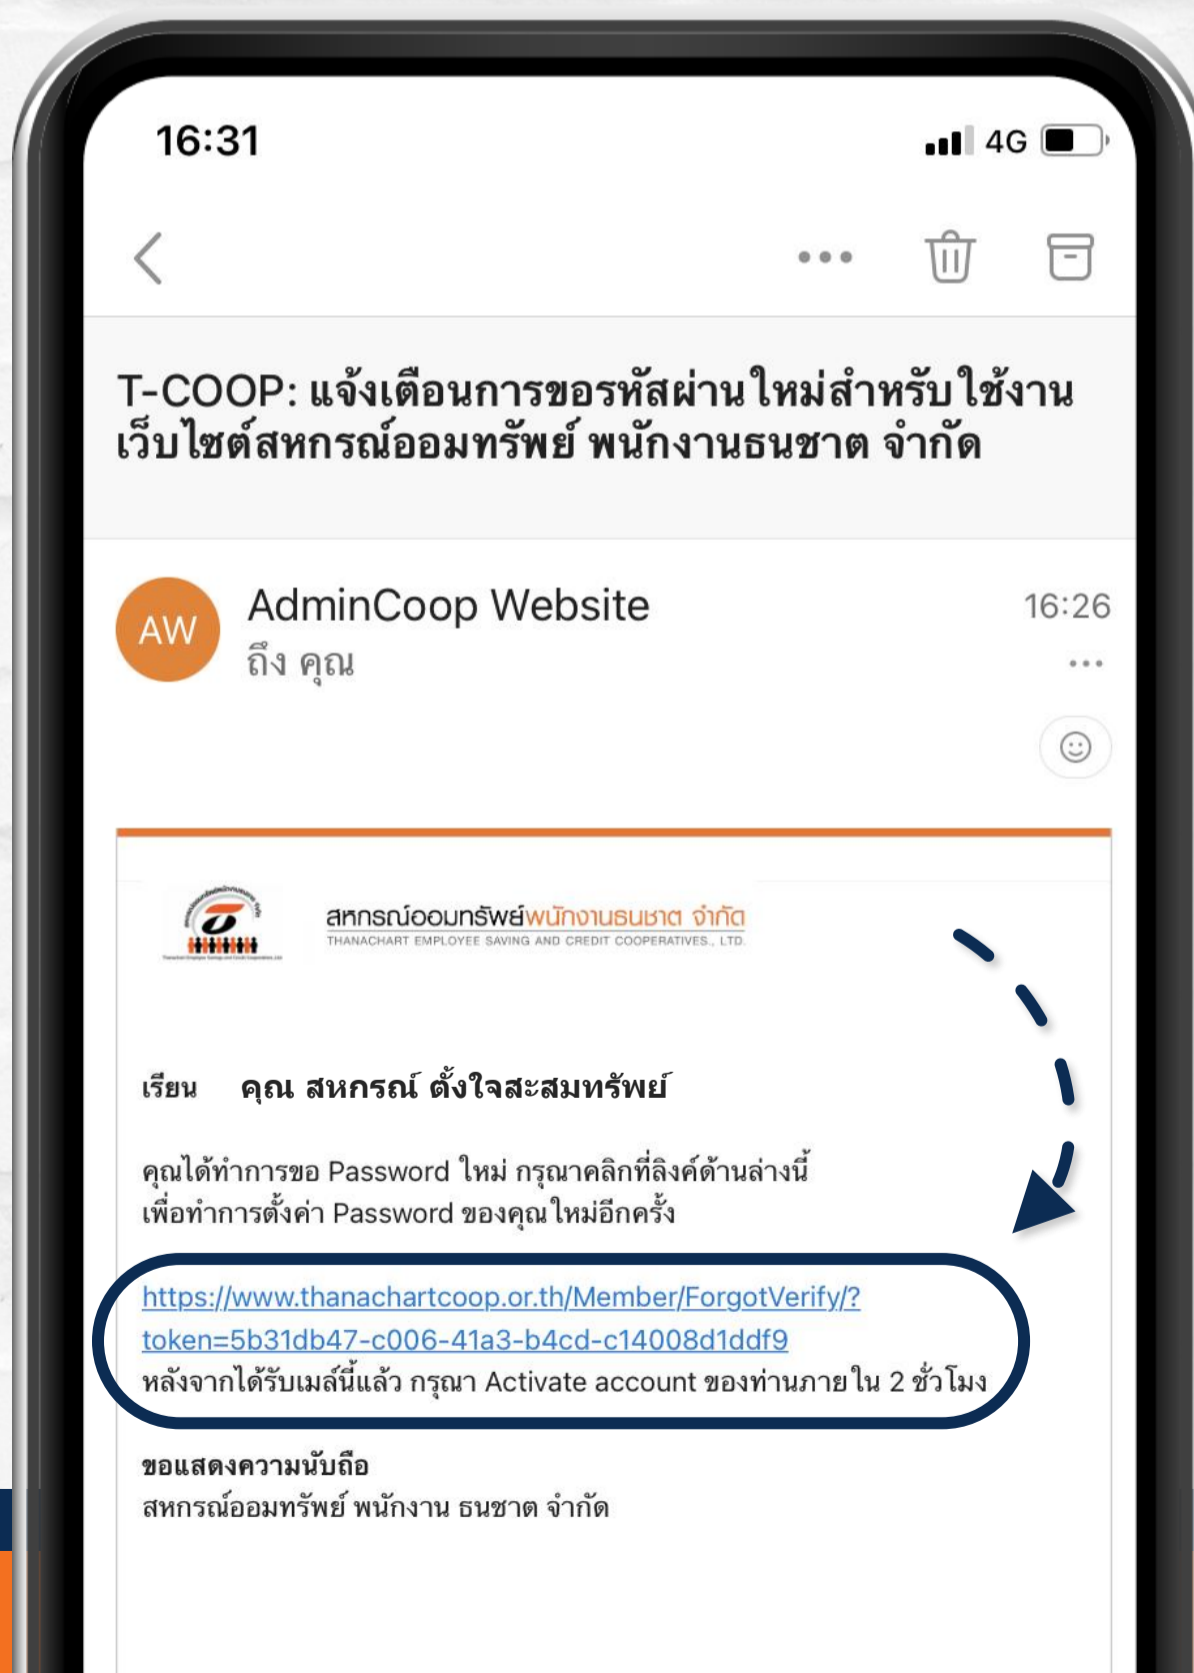 16:31
4G
T-COOP: แจ้งเตือนการขอรหัสผ่านใหม่สำหรับใช้งาน
เว็บไซต์สหกรณ์ออมทรัพย์ พนักงานธนชาต จำกัด
AW
AdminCoop Website
16:26
ถึง คุณ
สหกรณ์ออมทรัพย์พนักงานธนชาต จำกัด
THANACHART EMPLOYEE SAVING AND CREDIT COOPERATIVES., LTD.
เรียน คุณ สหกรณ์ ตั้งใจสะสมทรัพย์
คุณได้ทำการขอ Password ใหม่ กรุณาคลิกที่ลิงค์ด้านล่างนี้
เพื่อทำการตั้งค่า Password ของคุณใหม่อีกครั้ง
https://www.thanachartcoop.or.th/Member/ForgotVerify/?
token=5b31db47-c006-41a3-b4cd-c14008d1ddf9
หลังจากได้รับเมล์นี้แล้ว กรุณา Activate account ของท่านภายใน 2 ชั่วโมง
ขอแสดงความนับถือ
สหกรณ์ออมทรัพย์ พนักงาน ธนชาต จำกัด